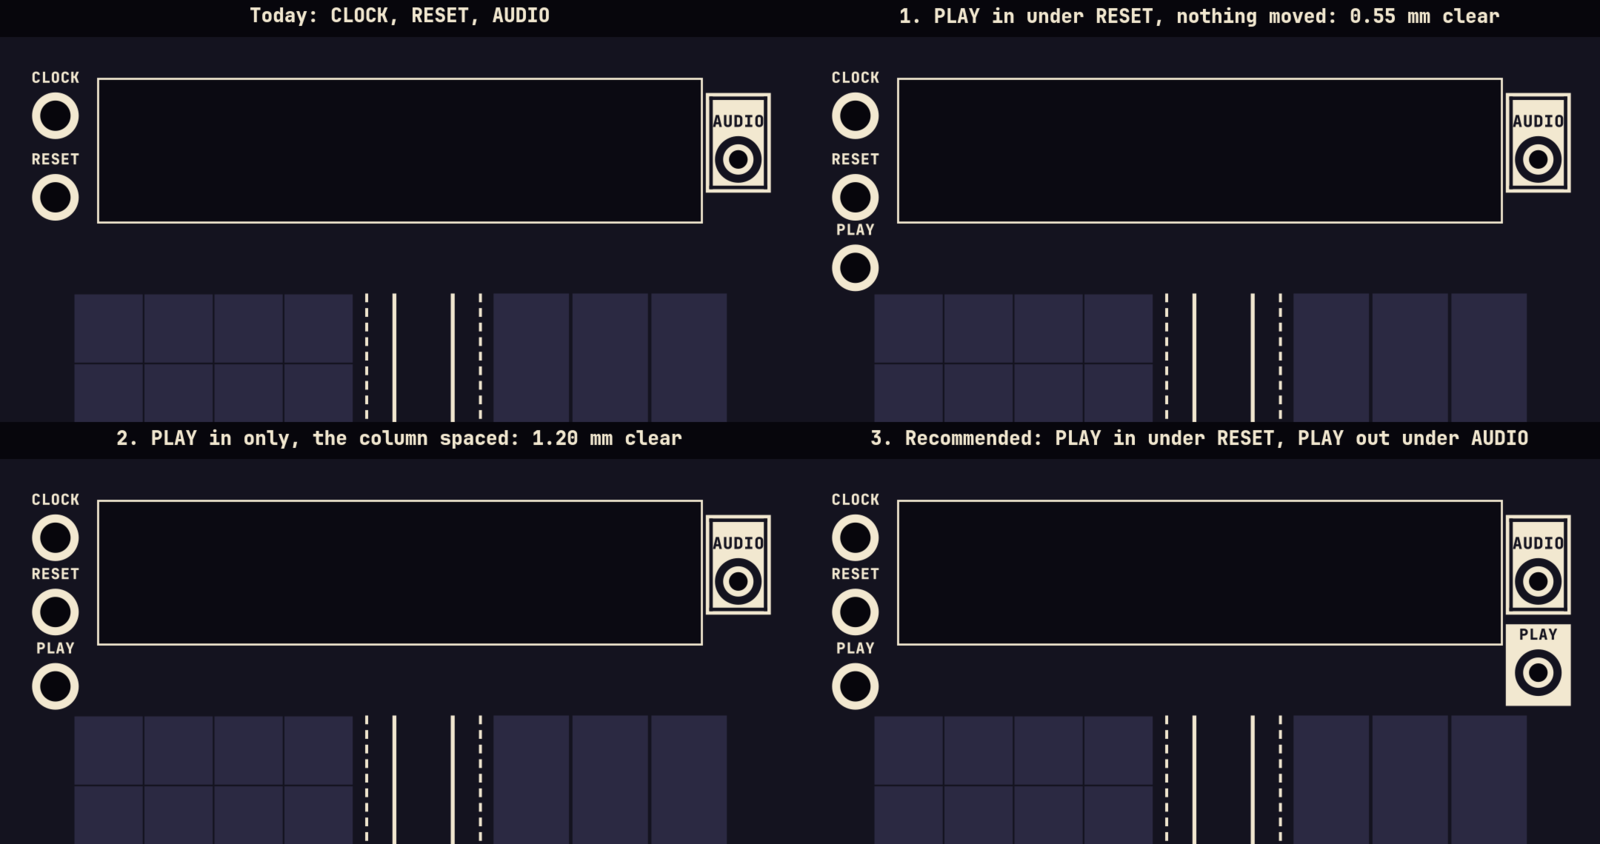 Today: CLOCK, RESET, AUDIO
CLOCK
AUDIO
RESET
1. PLAY in under RESET, nothing moved: 0.55 mm clear
CLOCK
AUDIO
RESET
PLAY
2. PLAY in only, the column spaced: 1.20 mm clear
CLOCK
AUDIO
RESET
PLAY
3. Recommended: PLAY in under RESET, PLAY out under AUDIO
CLOCK
AUDIO
RESET
PLAY
PLAY